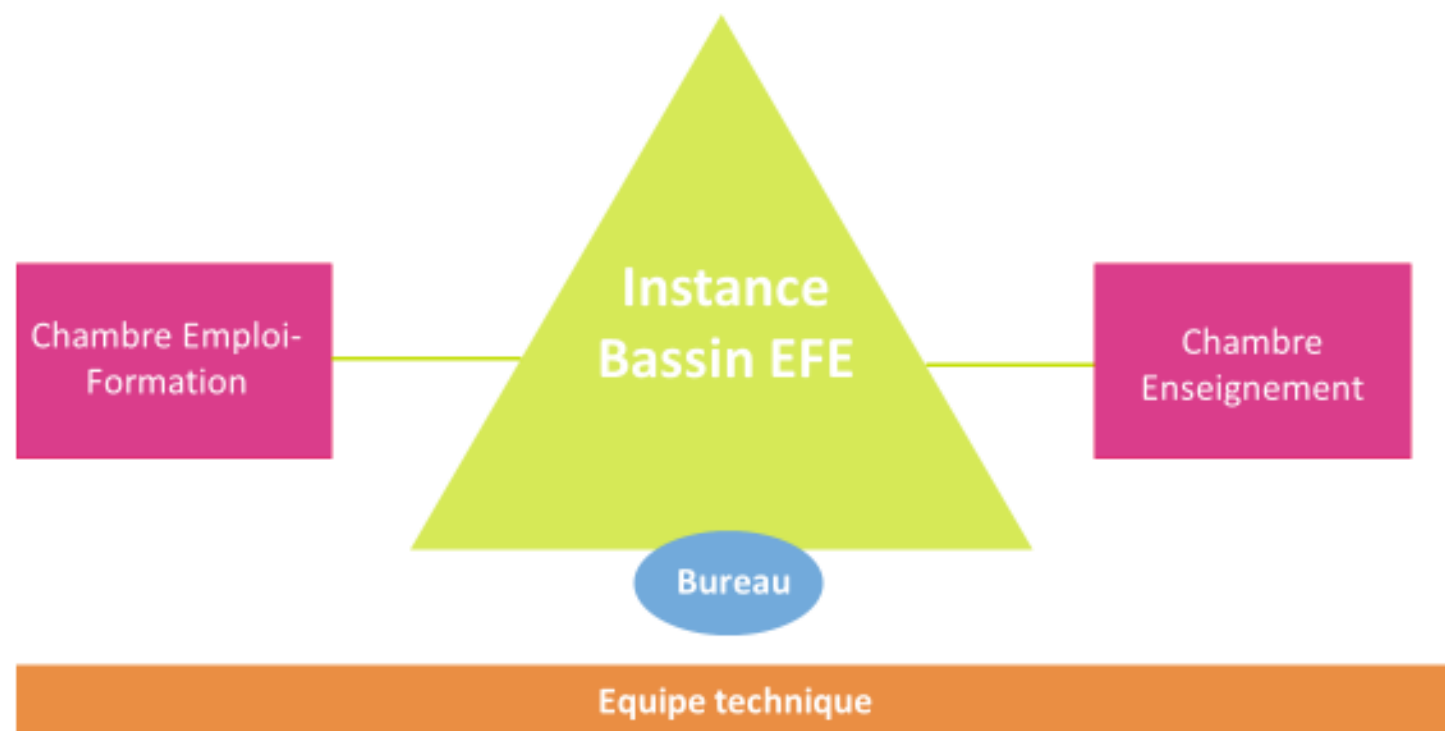 Instance
Bassin EFE
Chambre Emploi-
Formation
Chambre
Enseignement
Bureau
Equipe technique